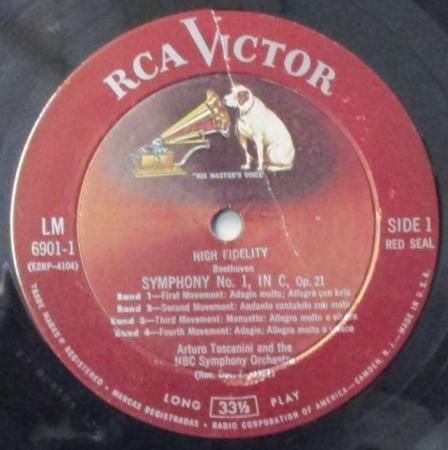 RCA VICTOR
"HIS MASTER'S VOICE"
LM
6901-1
(E2RP-4104)
SIDE 1
RED SEAL
HIGH FIDELITY
Beethoven
SYMPHONY No. 1, IN C, Op. 21
Band 1—First Movement: Adagio molto; Allegro con brio
Band 2—Second Movement: Andante cantabile con moto
Band 3—Third Movement: Menuetto; Allegro molto e vivace
Band 4—Fourth Movement: Adagio; Allegro molto e vivace
Arturo Toscanini and the
NBC Symphony Orchestra
(Rec. 1951)
LONG 33⅓ PLAY
TRADE MARKS ® REGISTERED • MARCAS REGISTRADAS • RADIO CORPORATION OF AMERICA—CAMDEN, N. J.—MADE IN U.S.A.